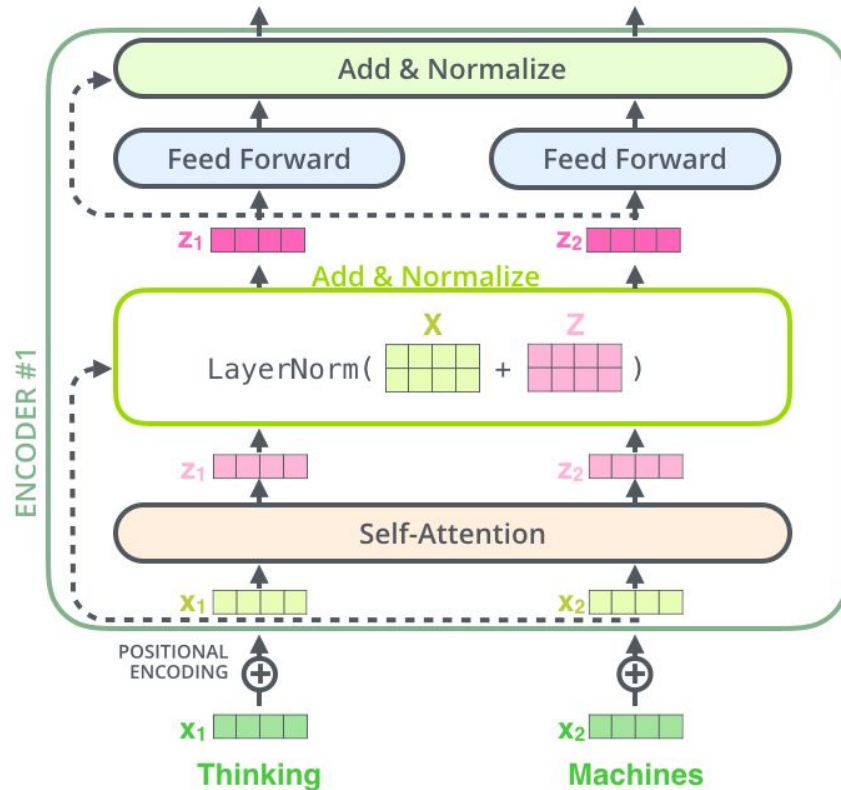 Add & Normalize
Feed Forward Feed Forward
z₁ z₂
Add & Normalize
X Z
LayerNorm( + )
ENCODER #1
z₁ z₂
Self-Attention
x₁ x₂
POSITIONAL
ENCODING
x₁ x₂
Thinking Machines